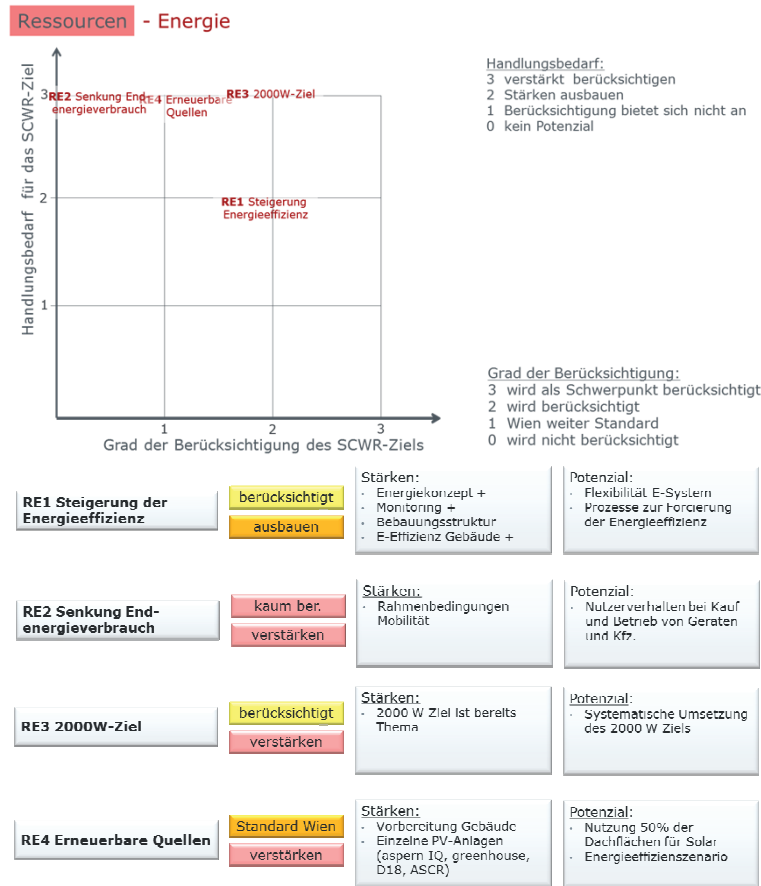 Ressourcen - Energie
Handlungsbedarf für das SCWR-Ziel
3
2
1
RE2 Senkung End-
energieverbrauch
RE4 Erneuerbare
Quellen
RE3 2000W-Ziel
RE1 Steigerung
Energieeffizienz
1
2
3
Grad der Berücksichtigung des SCWR-Ziels
Handlungsbedarf:
3 verstärkt berücksichtigen
2 Stärken ausbauen
1 Berücksichtigung bietet sich nicht an
0 kein Potenzial
Grad der Berücksichtigung:
3 wird als Schwerpunkt berücksichtigt
2 wird berücksichtigt
1 Wien weiter Standard
0 wird nicht berücksichtigt
RE1 Steigerung der
Energieeffizienz
berücksichtigt
ausbauen
Stärken:
· Energiekonzept +
· Monitoring +
· Bebauungsstruktur
· E-Effizienz Gebäude +
Potenzial:
· Flexibilität E-System
· Prozesse zur Forcierung
der Energieeffizienz
RE2 Senkung End-
energieverbrauch
kaum ber.
verstärken
Stärken:
· Rahmenbedingungen
Mobilität
Potenzial:
· Nutzerverhalten bei Kauf
und Betrieb von Geräten
und Kfz.
RE3 2000W-Ziel
berücksichtigt
verstärken
Stärken:
· 2000 W Ziel ist bereits
Thema
Potenzial:
· Systematische Umsetzung
des 2000 W Ziels
RE4 Erneuerbare Quellen
Standard Wien
verstärken
Stärken:
· Vorbereitung Gebäude
· Einzelne PV-Anlagen
(aspern IQ, greenhouse,
D18, ASCR)
Potenzial:
· Nutzung 50% der
Dachflächen für Solar
· Energieeffizienszenario